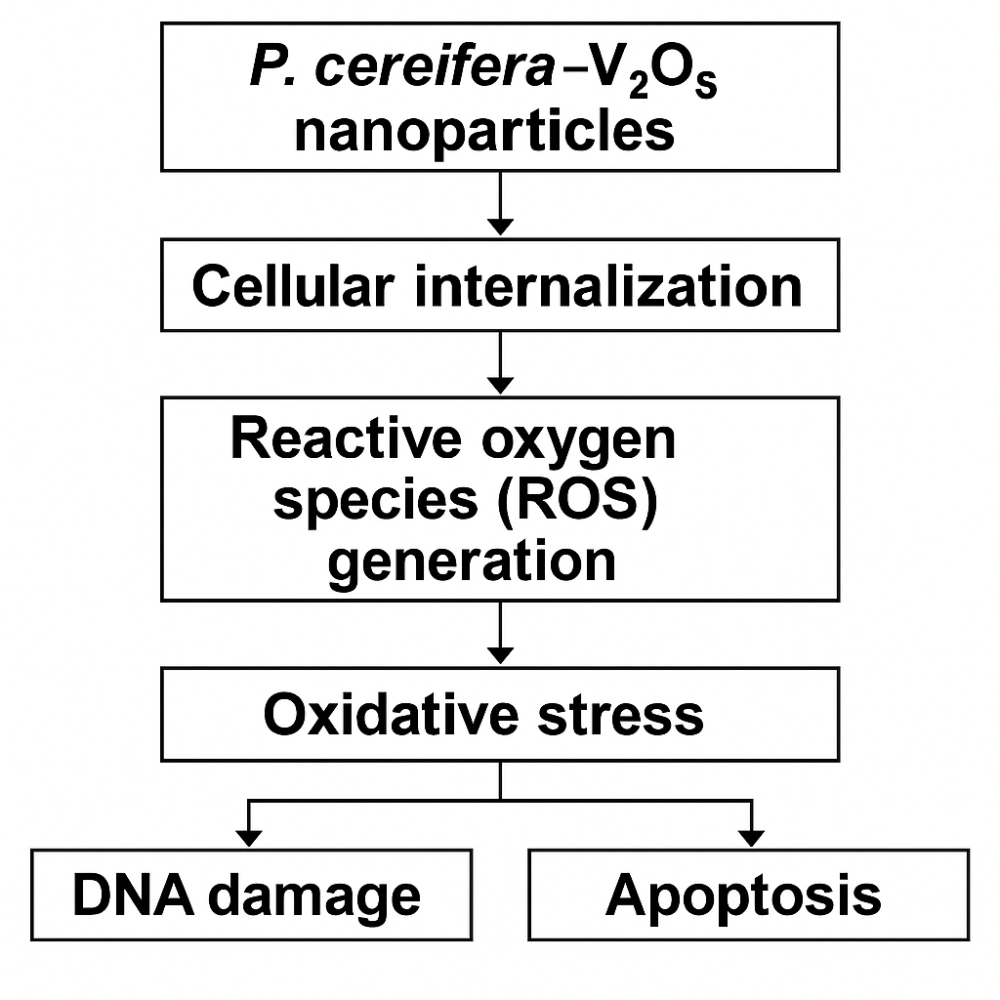 P. cereifera–V₂Oₛ
nanoparticles
Cellular internalization
Reactive oxygen
species (ROS)
generation
Oxidative stress
DNA damage
Apoptosis